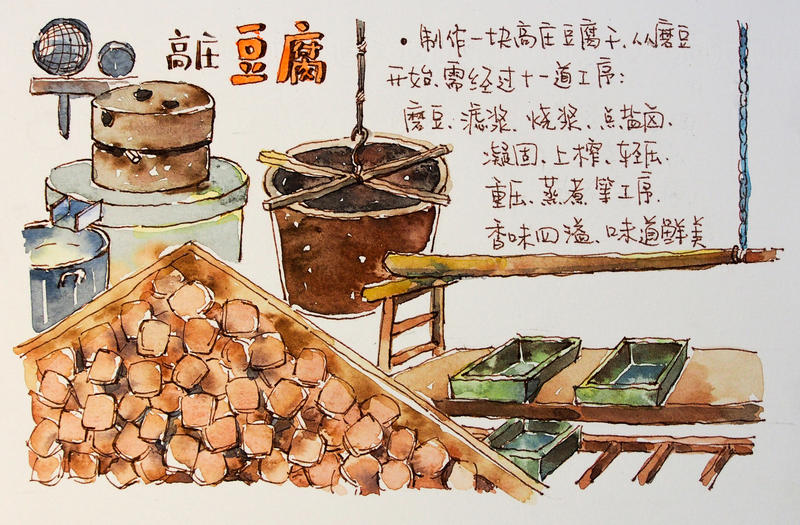 高庄豆腐
• 制作一块高庄豆腐干、从磨豆
开始、需经过十一道工序：
磨豆、滤浆、烧浆、点盐卤、
凝固、上榨、轻压、
重压、蒸煮等工序.
香味四溢、味道鲜美